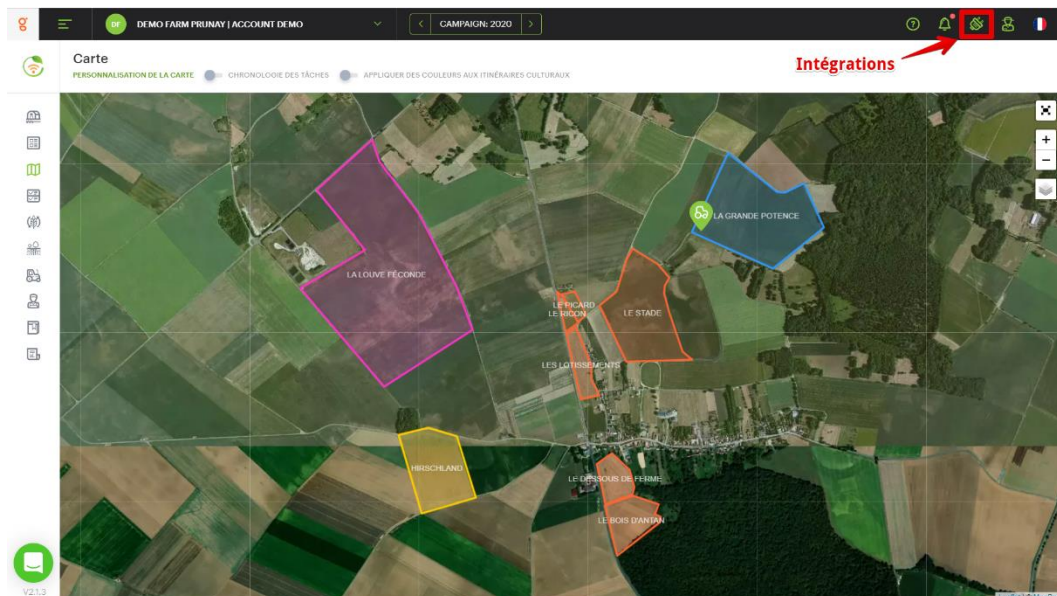 g
DF
DEMO FARM PRUNAY | ACCOUNT DEMO
CAMPAIGN: 2020
Carte
PERSONNALISATION DE LA CARTE
CHRONOLOGIE DES TÂCHES
APPLIQUER DES COULEURS AUX ITINÉRAIRES CULTURAUX
Intégrations
+
−
LA GRANDE POTENCE
LA LOUVE FÉCONDE
LE PICARD
LE RICON
LE STADE
LES LOTISSEMENTS
HIRSCHLAND
LE DESSOUS DE FERME
LE BOIS D'ANTAN
V2.1.3